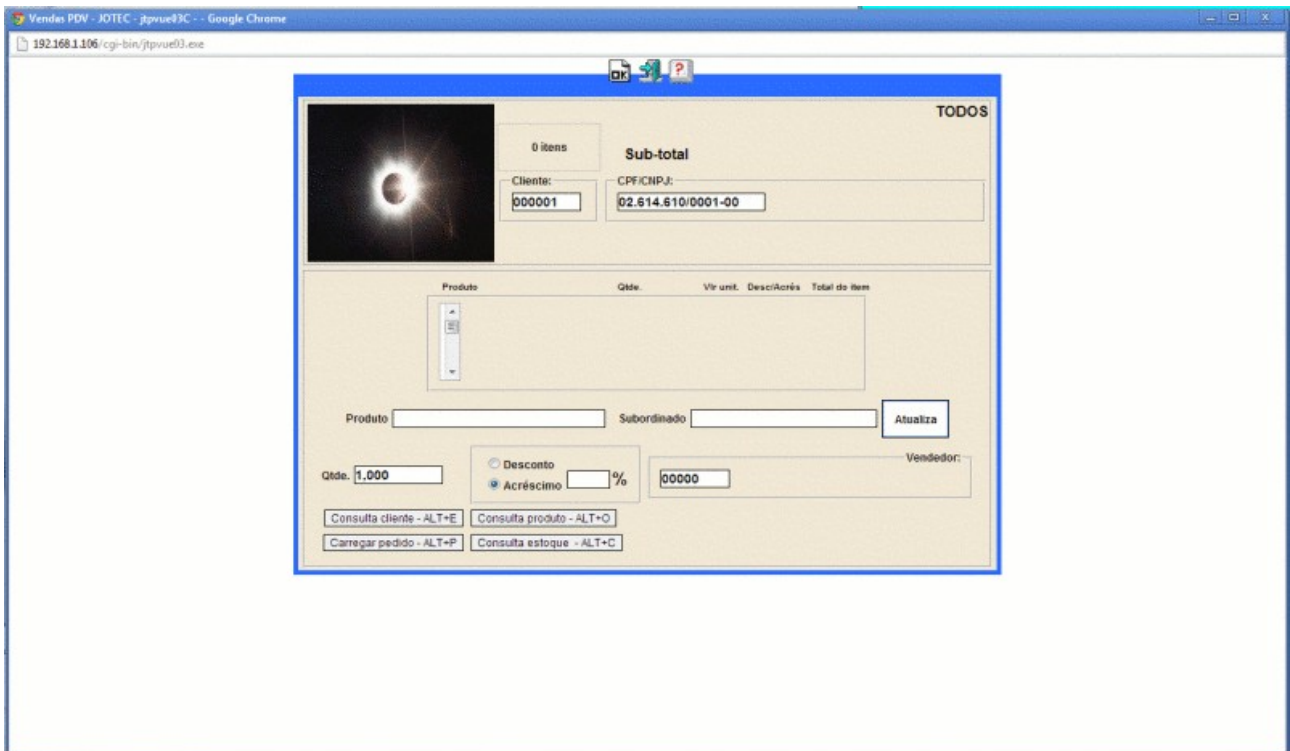 Vendas PDV - JOTEC - jtpvue03C - - Google Chrome
192.168.1.106/cgi-bin/jtpvue03.exe
OK ?
TODOS
0 itens
Sub-total
Cliente: CPF/CNPJ:
000001 02.614.610/0001-00
Produto Qtde. Vlr unit. Desc/Acrés Total do item
Produto Subordinado Atualiza
Vendedor:
Desconto
Qtde. 1,000 00000
Acréscimo %
Consulta cliente - ALT+E Consulta produto - ALT+O
Carregar pedido - ALT+P Consulta estoque - ALT+C